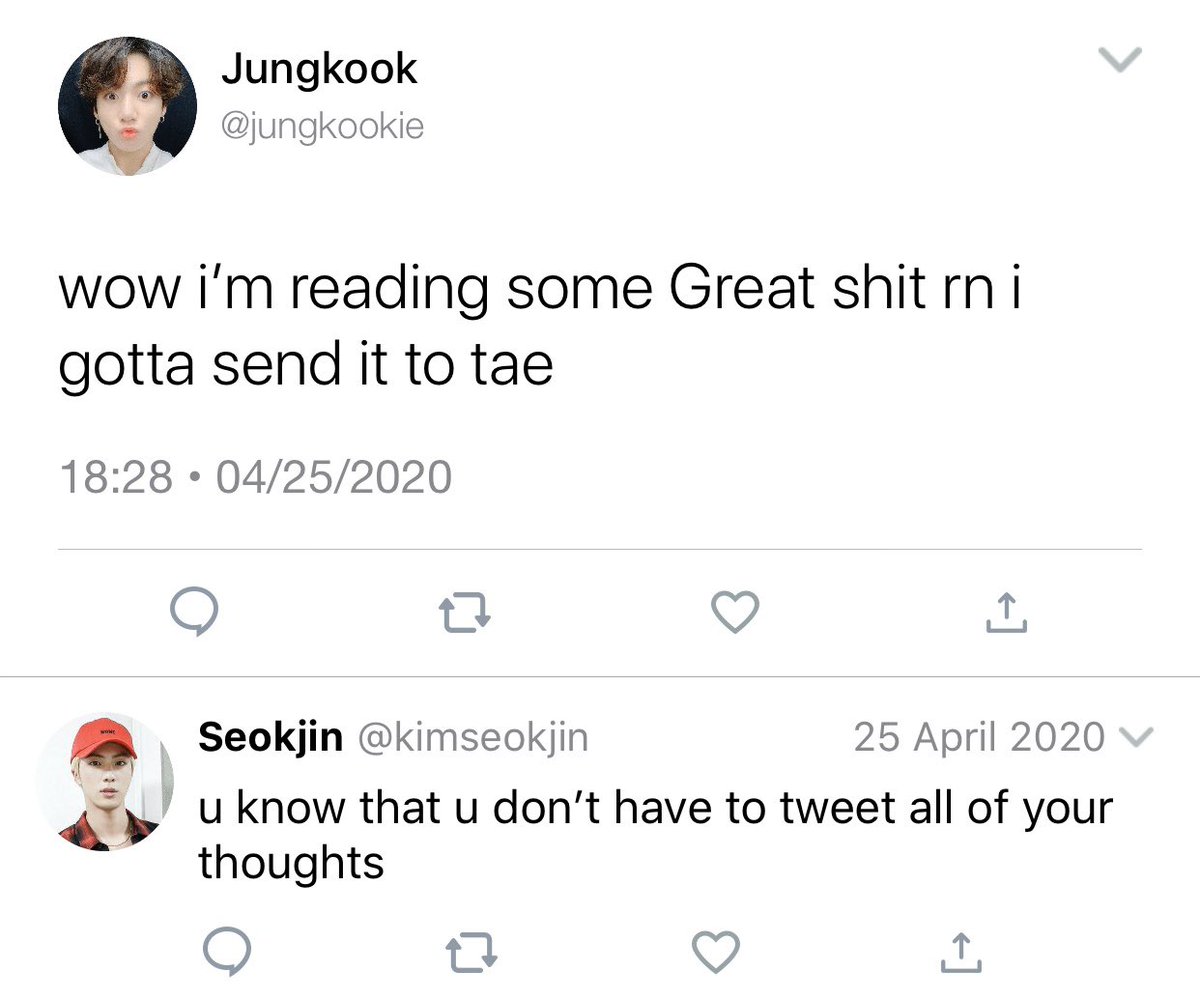 Jungkook
@jungkookie
wow i’m reading some Great shit rn i
gotta send it to tae
18:28 • 04/25/2020
Seokjin @kimseokjin 25 April 2020
u know that u don’t have to tweet all of your
thoughts